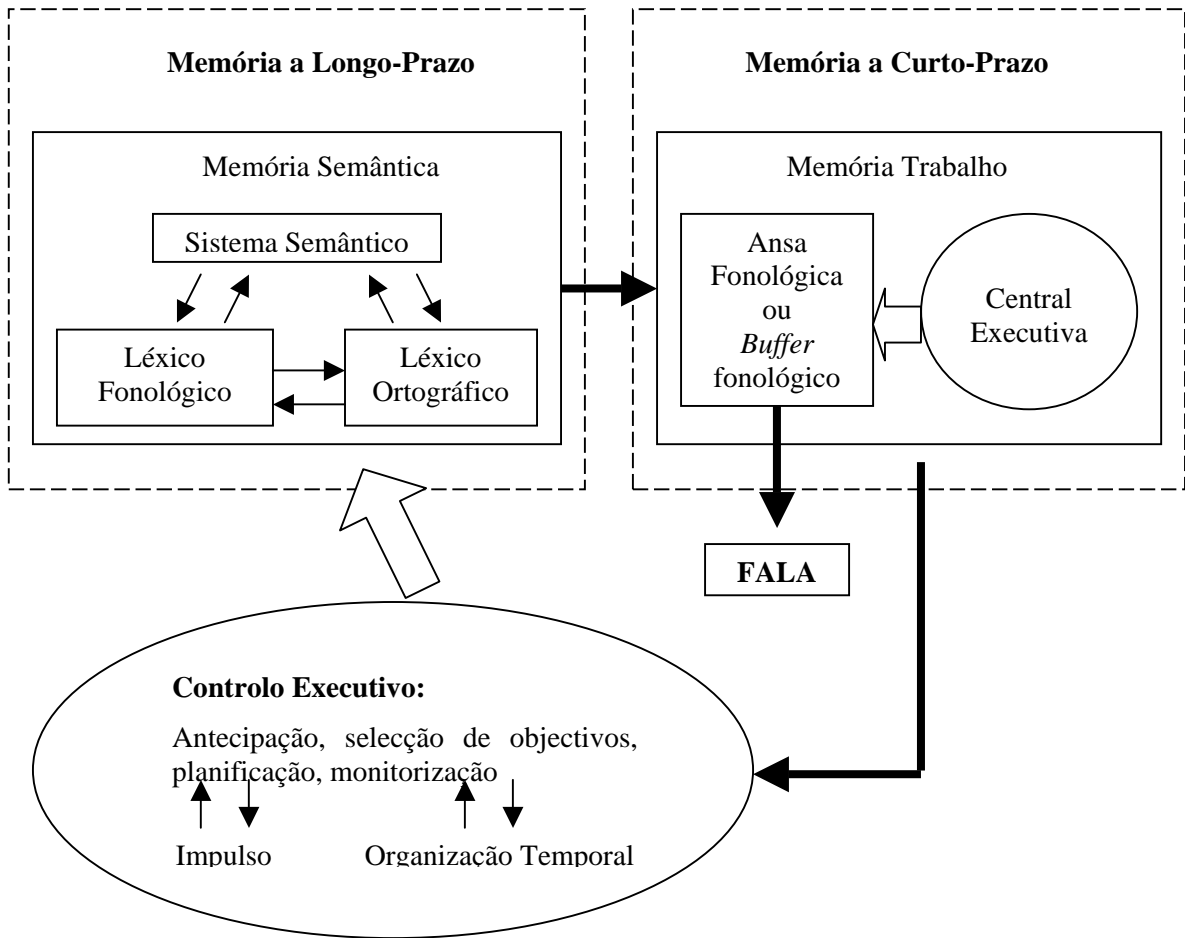 Memória a Longo-Prazo
Memória Semântica
Sistema Semântico
Léxico
Fonológico
Léxico
Ortográfico
Memória a Curto-Prazo
Memória Trabalho
Ansa
Fonológica
ou
Buffer
fonológico
Central
Executiva
FALA
Controlo Executivo:
Antecipação, selecção de objectivos,
planificação, monitorização
Impulso
Organização Temporal